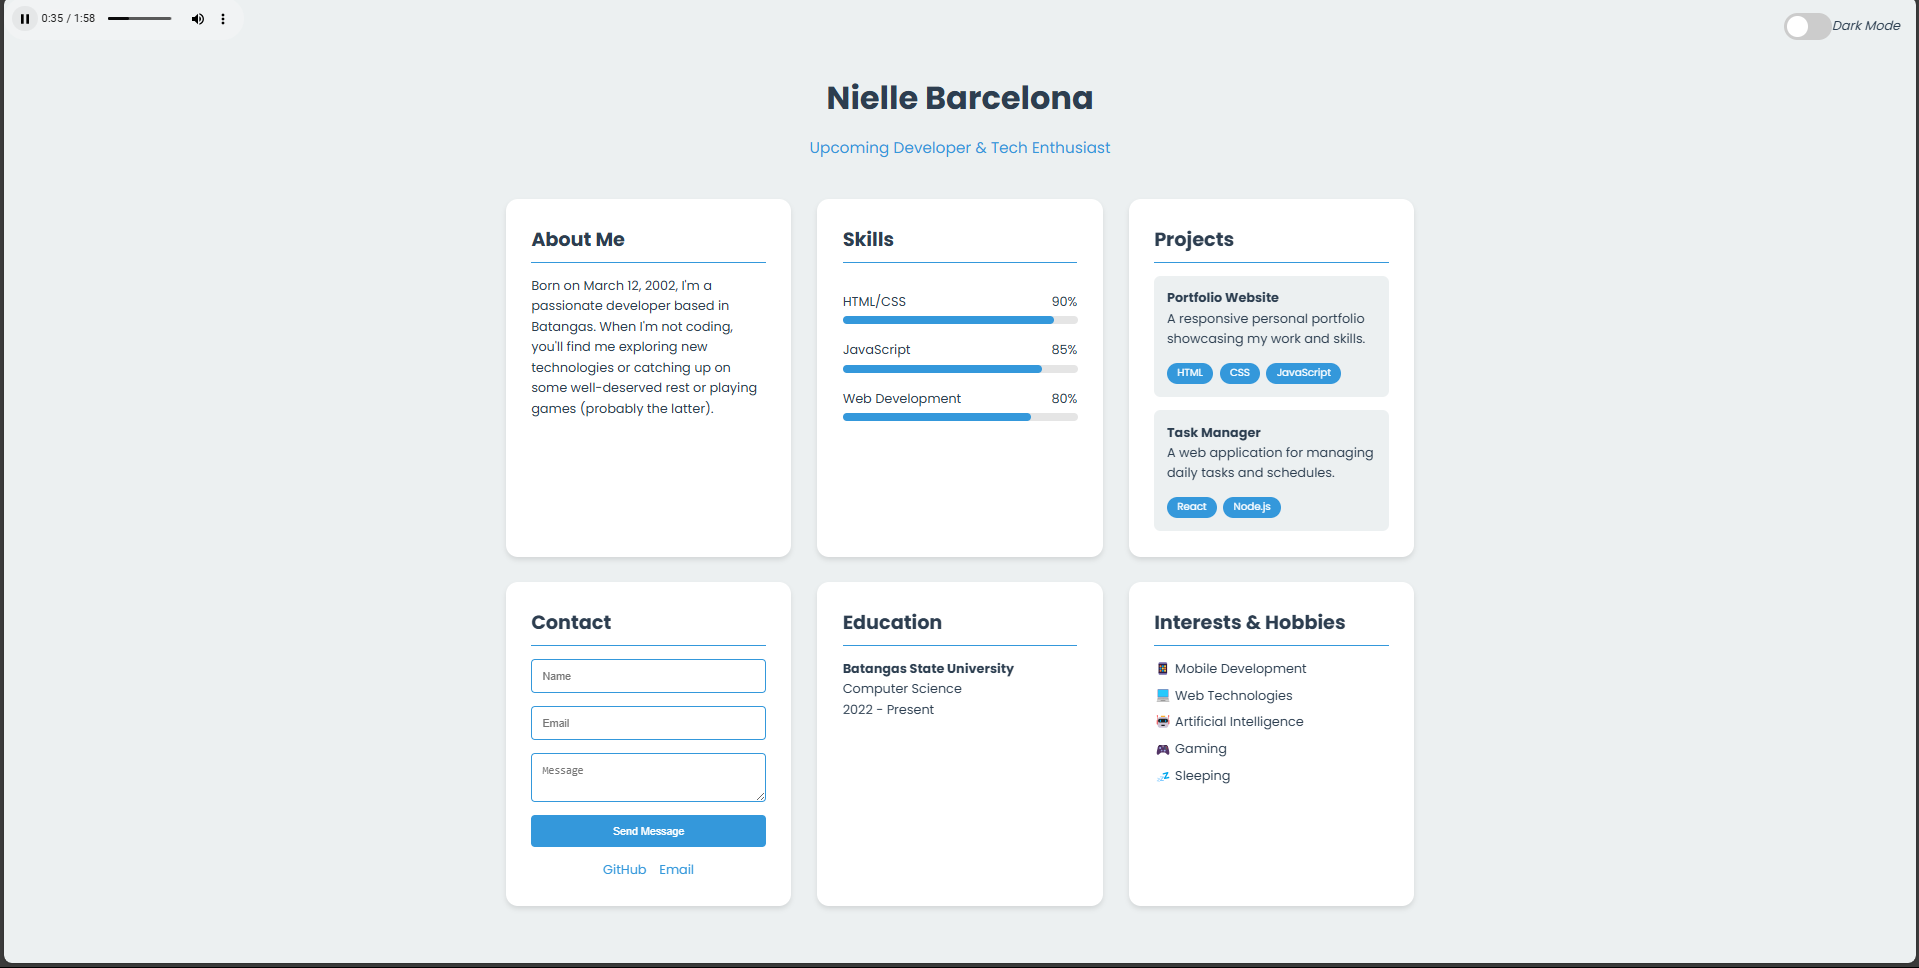 0:35 / 1:58
Dark Mode
Nielle Barcelona
Upcoming Developer & Tech Enthusiast
About Me
Born on March 12, 2002, I'm a
passionate developer based in
Batangas. When I'm not coding,
you'll find me exploring new
technologies or catching up on
some well-deserved rest or playing
games (probably the latter).
Skills
HTML/CSS 90%
JavaScript 85%
Web Development 80%
Projects
Portfolio Website
A responsive personal portfolio
showcasing my work and skills.
HTML CSS JavaScript
Task Manager
A web application for managing
daily tasks and schedules.
React Node.js
Contact
Name
Email
Message
Send Message
GitHub Email
Education
Batangas State University
Computer Science
2022 - Present
Interests & Hobbies
Mobile Development
Web Technologies
Artificial Intelligence
Gaming
Sleeping